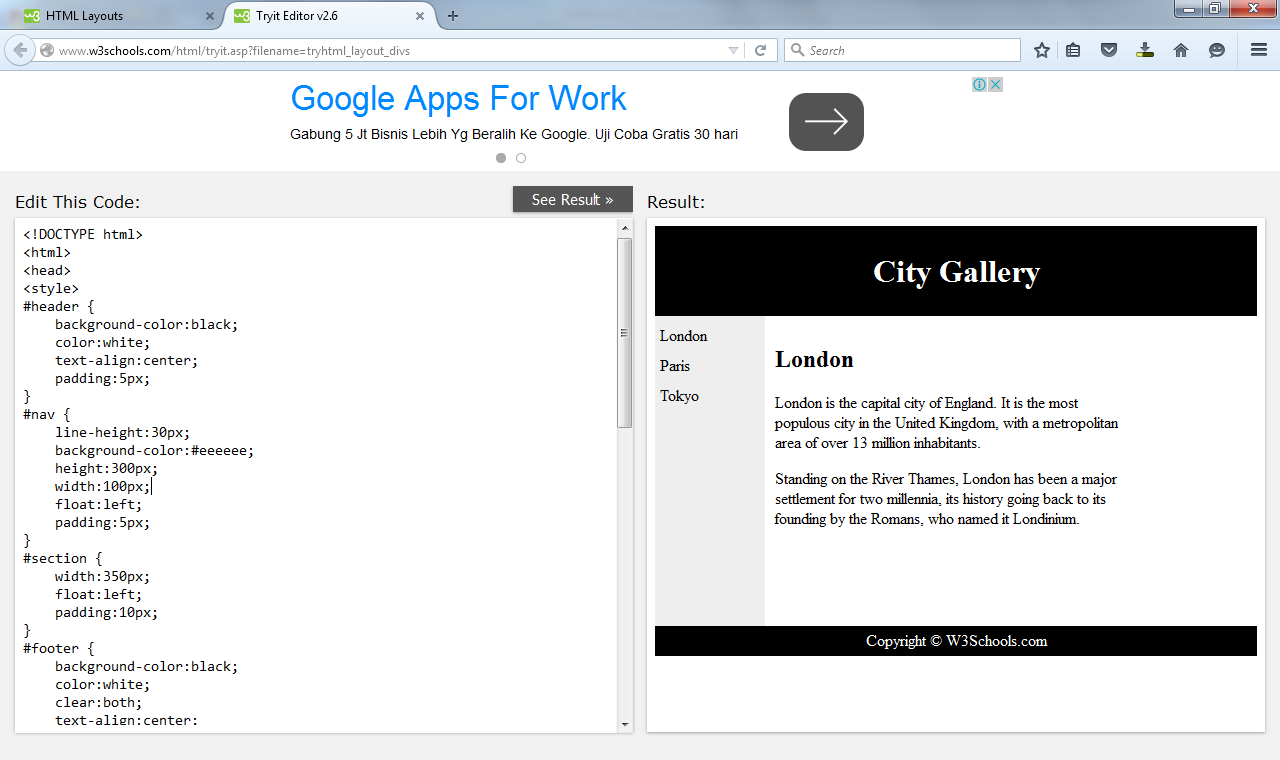 HTML Layouts
Tryit Editor v2.6
www.w3schools.com/html/tryit.asp?filename=tryhtml_layout_divs
Search
Google Apps For Work
Gabung 5 Jt Bisnis Lebih Yg Beralih Ke Google. Uji Coba Gratis 30 hari
Edit This Code:
See Result »
<!DOCTYPE html>
<html>
<head>
<style>
#header {
    background-color:black;
    color:white;
    text-align:center;
    padding:5px;
}
#nav {
    line-height:30px;
    background-color:#eeeeee;
    height:300px;
    width:100px;
    float:left;
    padding:5px;
}
#section {
    width:350px;
    float:left;
    padding:10px;
}
#footer {
    background-color:black;
    color:white;
    clear:both;
    text-align:center;
Result:
City Gallery
London
Paris
Tokyo
London
London is the capital city of England. It is the most
populous city in the United Kingdom, with a metropolitan
area of over 13 million inhabitants.
Standing on the River Thames, London has been a major
settlement for two millennia, its history going back to its
founding by the Romans, who named it Londinium.
Copyright © W3Schools.com